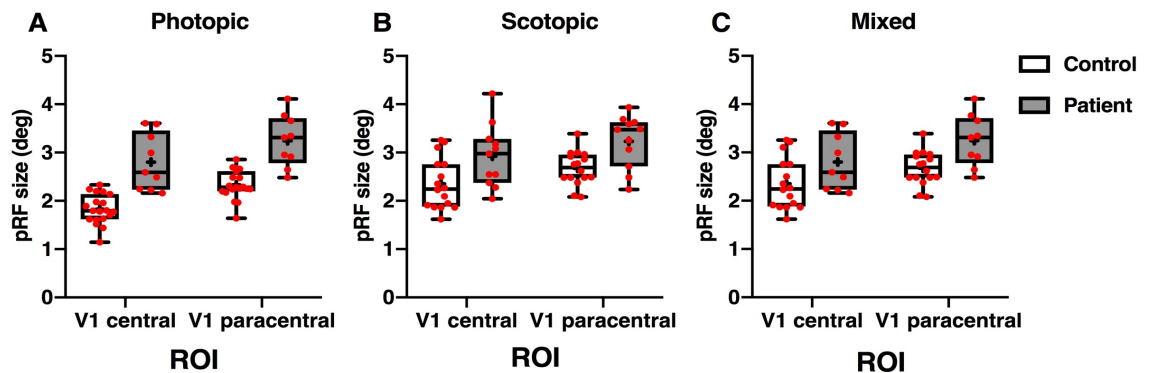 A Photopic
B Scotopic
C Mixed
pRF size (deg)
5
4
3
2
1
0
V1 central V1 paracentral
ROI
pRF size (deg)
5
4
3
2
1
0
V1 central V1 paracentral
ROI
pRF size (deg)
5
4
3
2
1
0
V1 central V1 paracentral
ROI
Control
Patient